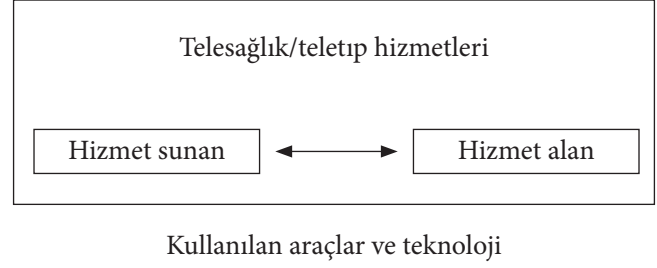 Telesağlık/teletıp hizmetleri
Hizmet sunan
Hizmet alan
Kullanılan araçlar ve teknoloji